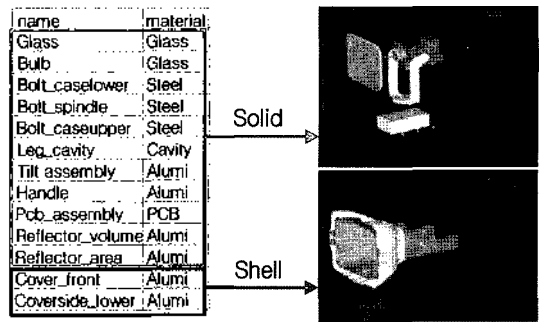 name material
Glass Glass
Bulb Glass
Bolt_caselower Steel
Bolt_spindle Steel
Bolt_caseupper Steel
Leg_cavity Cavity
Tilt assembly Alumi
Handle Alumi
Pcb_assembly PCB
Reflector_volume Alumi
Reflector_area Alumi
Cover_front Alumi
Coverside_lower Alumi
Solid
Shell